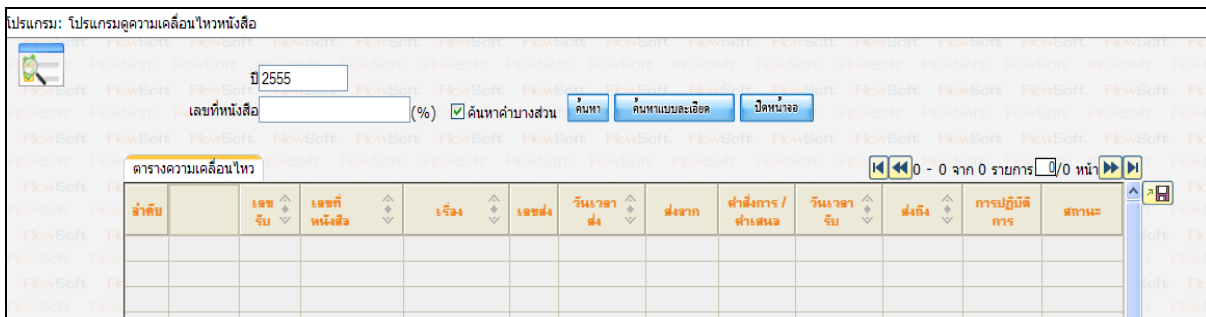 โปรแกรม: โปรแกรมดูความเคลื่อนไหวหนังสือ
ปี 2555
เลขที่หนังสือ (%) ค้นหาคำบางส่วน ค้นหา ค้นหาแบบละเอียด ปิดหน้าจอ
ตารางความเคลื่อนไหว 0 - 0 จาก 0 รายการ 0/0 หน้า
ลำดับ เลขรับ เลขที่หนังสือ เรื่อง เลขส่ง วันเวลาส่ง ส่งจาก คำสั่งการ / คำเสนอ วันเวลารับ ส่งถึง การปฏิบัติการ สถานะ